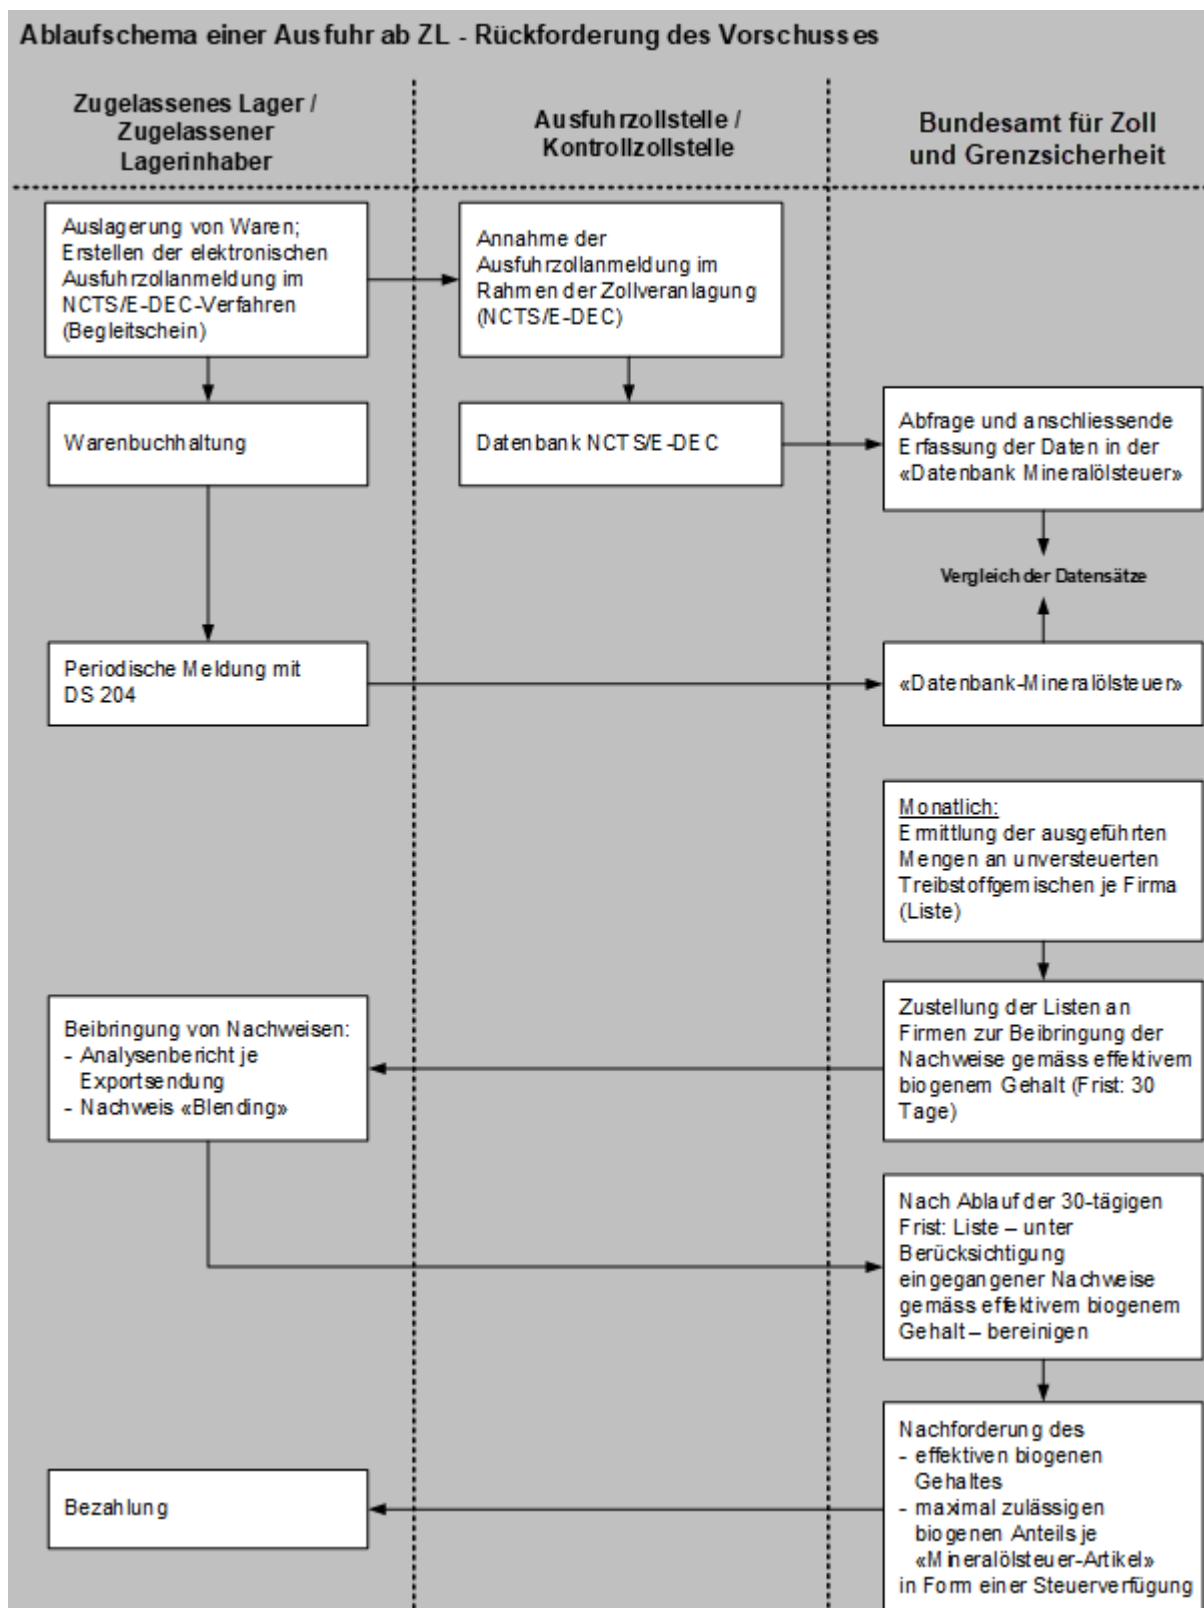 Ablaufschema einer Ausfuhr ab ZL - Rückforderung des Vorschusses
Zugelassenes Lager /
Zugelassener
Lagerinhaber
Ausfuhrzollstelle /
Kontrollzollstelle
Bundesamt für Zoll
und Grenzsicherheit
Auslagerung von Waren;
Erstellen der elektronischen
Ausfuhrzollanmeldung im
NCTS/E-DEC-Verfahren
(Begleitschein)
Annahme der
Ausfuhrzollanmeldung im
Rahmen der Zollveranlagung
(NCTS/E-DEC)
Warenbuchhaltung
Datenbank NCTS/E-DEC
Abfrage und anschliessende
Erfassung der Daten in der
«Datenbank Mineralölsteuer»
Vergleich der Datensätze
Periodische Meldung mit
DS 204
«Datenbank-Mineralölsteuer»
Monatlich:
Ermittlung der ausgeführten
Mengen an unversteuerten
Treibstoffgemischen je Firma
(Liste)
Zustellung der Listen an
Firmen zur Beibringung der
Nachweise gemäss effektivem
biogenem Gehalt (Frist: 30
Tage)
Beibringung von Nachweisen:
- Analysenbericht je
Exportsendung
- Nachweis «Blending»
Nach Ablauf der 30-tägigen
Frist: Liste – unter
Berücksichtigung
eingegangener Nachweise
gemäss effektivem biogenem
Gehalt – bereinigen
Nachforderung des
- effektiven biogenen
Gehaltes
- maximal zulässigen
biogenen Anteils je
«Mineralölsteuer-Artikel»
in Form einer Steuerverfügung
Bezahlung